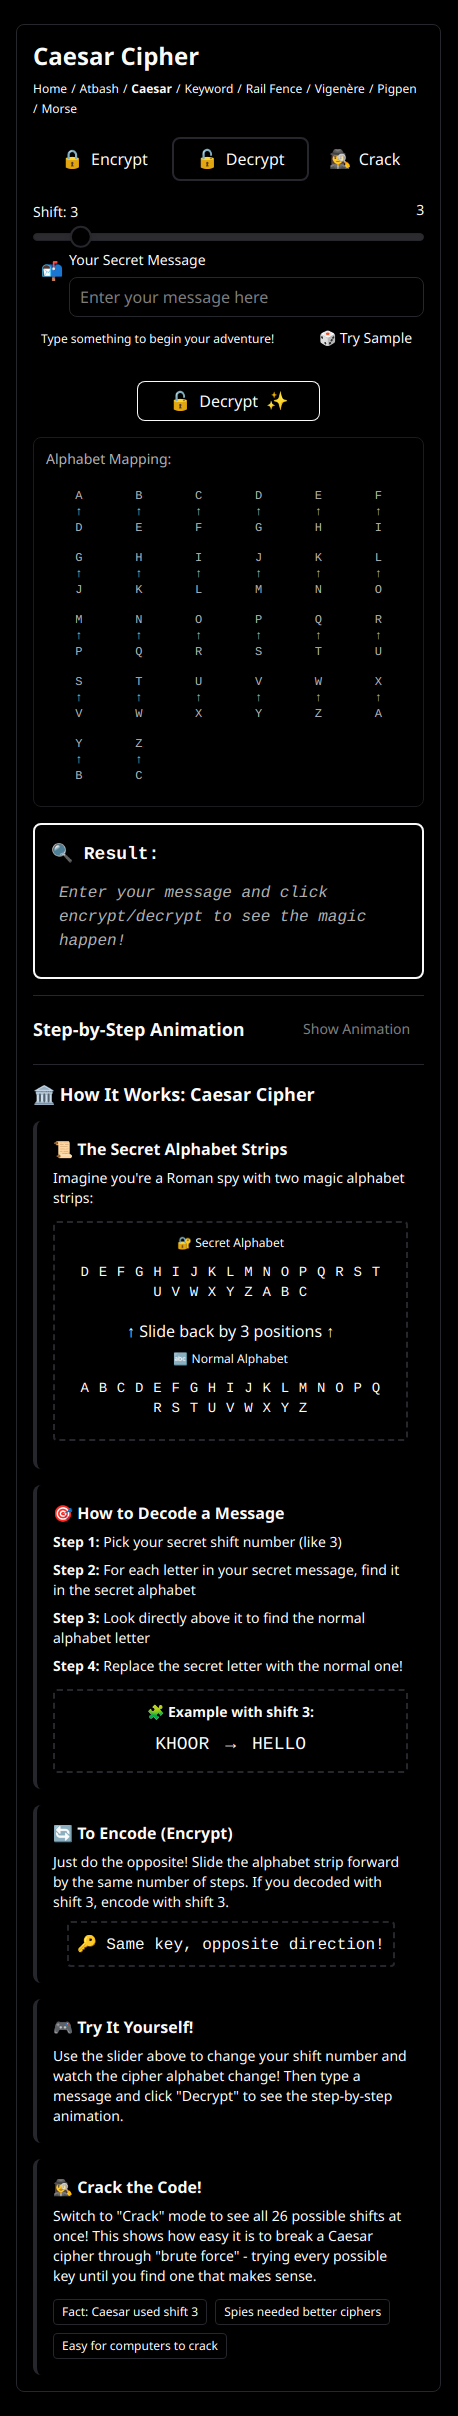 Caesar Cipher
Home / Atbash / Caesar / Keyword / Rail Fence / Vigenère / Pigpen
/ Morse
🔒 Encrypt 🔓 Decrypt 🕵️ Crack
Shift: 3 3
📬 Your Secret Message
Enter your message here
Type something to begin your adventure! 🎲 Try Sample
🔓 Decrypt ✨
Alphabet Mapping:
A B C D E F
↑ ↑ ↑ ↑ ↑ ↑
D E F G H I
G H I J K L
↑ ↑ ↑ ↑ ↑ ↑
J K L M N O
M N O P Q R
↑ ↑ ↑ ↑ ↑ ↑
P Q R S T U
S T U V W X
↑ ↑ ↑ ↑ ↑ ↑
V W X Y Z A
Y Z
↑ ↑
B C
🔍 Result:
Enter your message and click
encrypt/decrypt to see the magic
happen!
Step-by-Step Animation Show Animation
🏛️ How It Works: Caesar Cipher
📜 The Secret Alphabet Strips
Imagine you're a Roman spy with two magic alphabet
strips:
🔐 Secret Alphabet
D E F G H I J K L M N O P Q R S T
U V W X Y Z A B C
↑ Slide back by 3 positions ↑
🔤 Normal Alphabet
A B C D E F G H I J K L M N O P Q
R S T U V W X Y Z
🎯 How to Decode a Message
Step 1: Pick your secret shift number (like 3)
Step 2: For each letter in your secret message, find it
in the secret alphabet
Step 3: Look directly above it to find the normal
alphabet letter
Step 4: Replace the secret letter with the normal one!
🧩 Example with shift 3:
KHOOR → HELLO
🔄 To Encode (Encrypt)
Just do the opposite! Slide the alphabet strip forward
by the same number of steps. If you decoded with
shift 3, encode with shift 3.
🔑 Same key, opposite direction!
🎮 Try It Yourself!
Use the slider above to change your shift number and
watch the cipher alphabet change! Then type a
message and click "Decrypt" to see the step-by-step
animation.
🕵️ Crack the Code!
Switch to "Crack" mode to see all 26 possible shifts at
once! This shows how easy it is to break a Caesar
cipher through "brute force" - trying every possible
key until you find one that makes sense.
Fact: Caesar used shift 3 Spies needed better ciphers
Easy for computers to crack